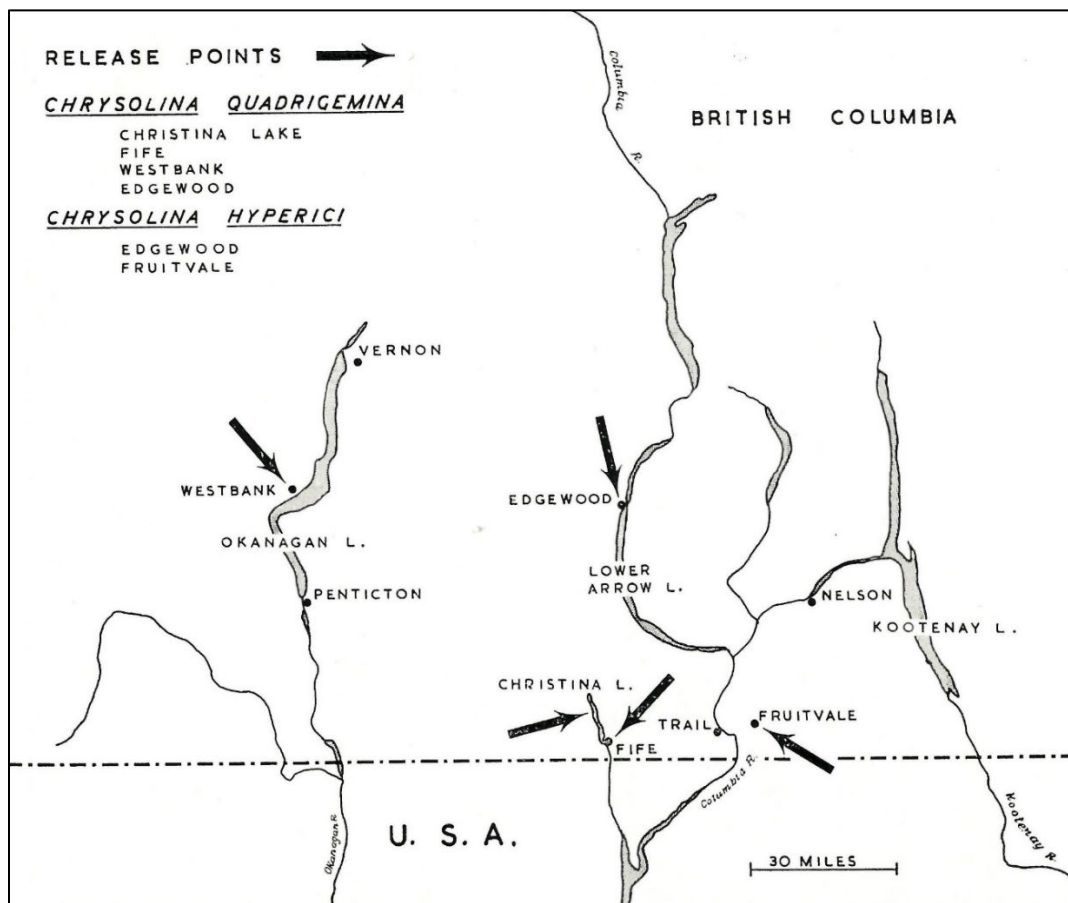 RELEASE POINTS
CHRYSOLINA QUADRIGEMINA
CHRISTINA LAKE
FIFE
WESTBANK
EDGEWOOD
CHRYSOLINA HYPERICI
EDGEWOOD
FRUITVALE
Columbia
R.
BRITISH COLUMBIA
VERNON
WESTBANK
OKANAGAN L.
PENTICTON
EDGEWOOD
LOWER
ARROW L.
NELSON
KOOTENAY L.
CHRISTINA L.
FIFE
TRAIL
FRUITVALE
Columbia R.
Okanagan R.
Kootenay R.
U. S. A.
30 MILES